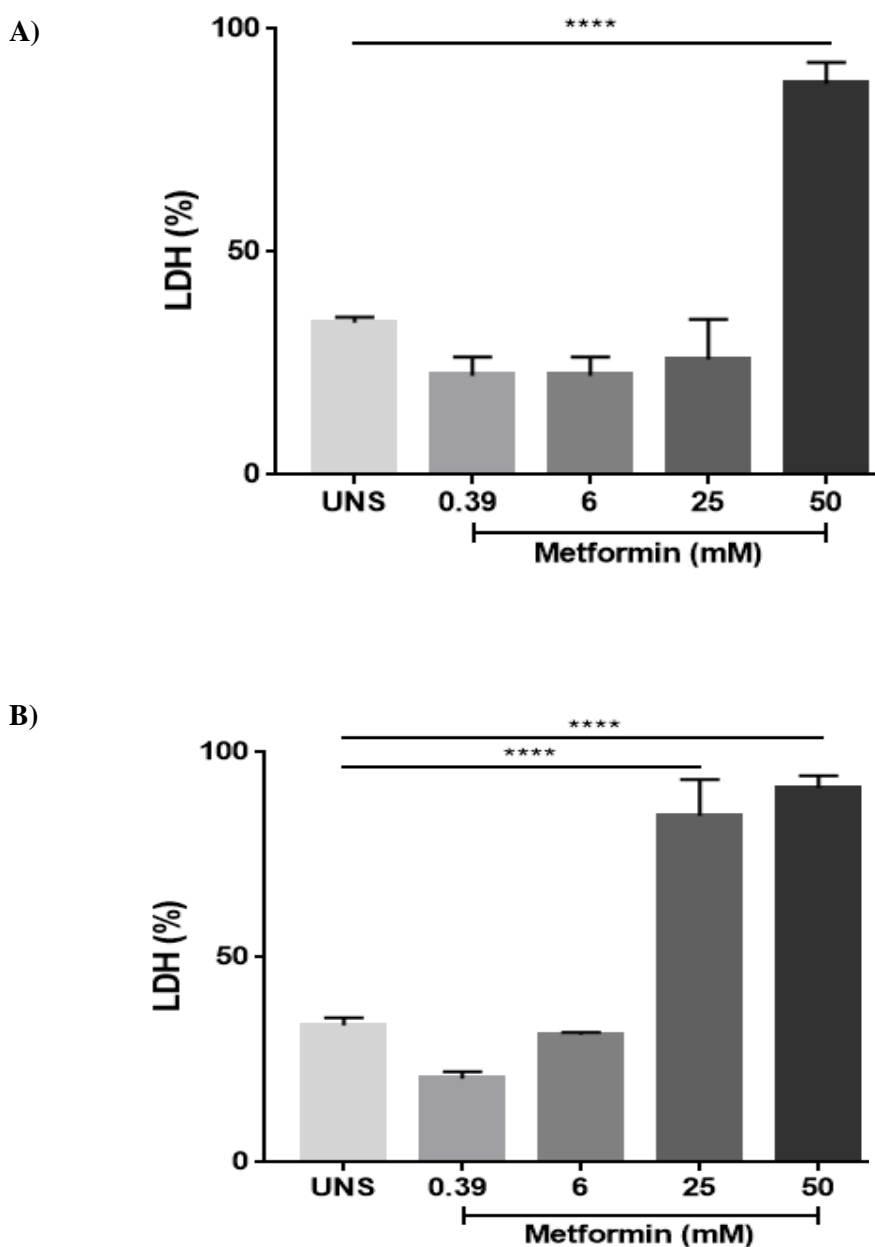 A)
****
100
50
0
LDH (%)
UNS 0.39 6 25 50
Metformin (mM)
B)
****
****
100
50
0
LDH (%)
UNS 0.39 6 25 50
Metformin (mM)